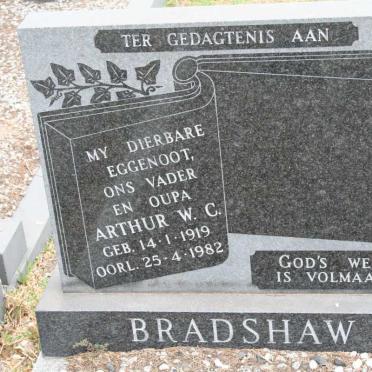 TER GEDAGTENIS AAN
MY DIERBARE
EGGENOOT,
ONS VADER
EN OUPA
ARTHUR W. C.
GEB. 14·1·1919
OORL. 25·4·1982
GOD'S WE
IS VOLMAA
BRADSHAW